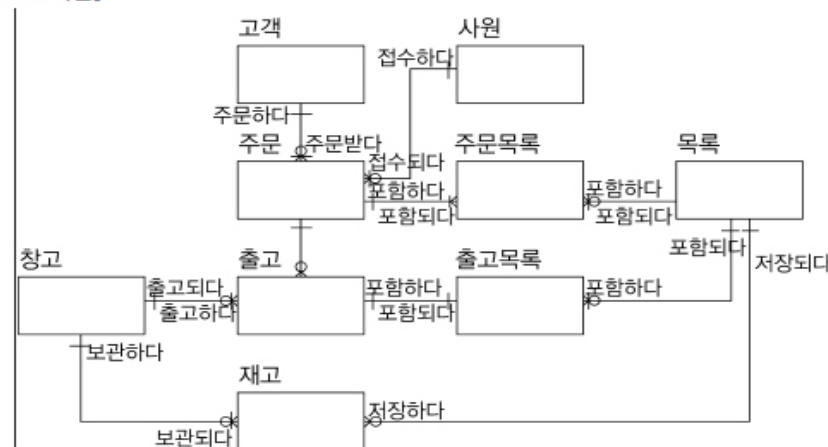 고객
사원
접수하다
주문하다
주문
주문받다
접수되다
주문목록
목록
포함하다
포함되다
포함하다
포함되다
포함되다
저장되다
창고
출고되다
출고하다
출고
포함하다
포함되다
출고목록
포함하다
보관하다
재고
저장하다
보관되다